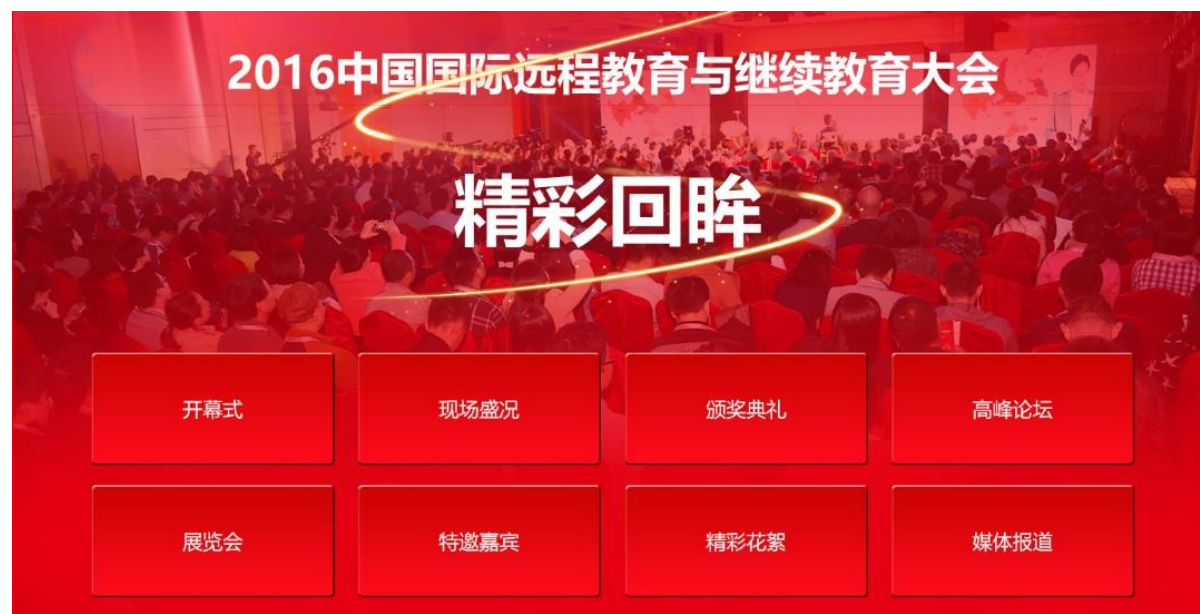 2016中国国际远程教育与继续教育大会
精彩回眸
开幕式 现场盛况 颁奖典礼 高峰论坛
展览会 特邀嘉宾 精彩花絮 媒体报道